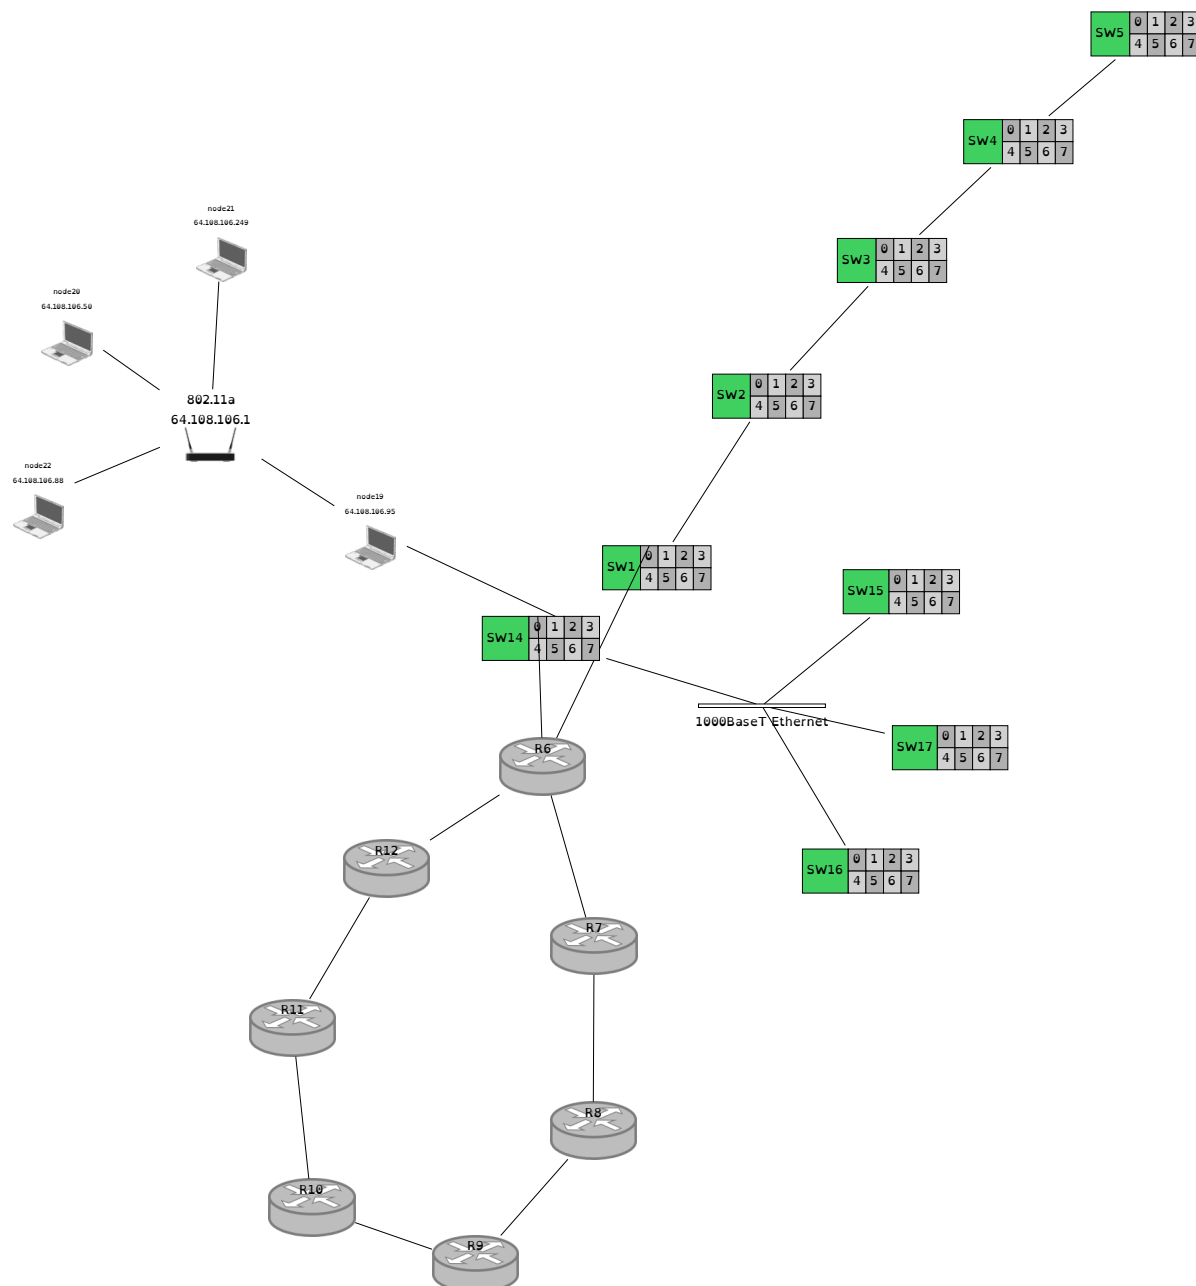 SW5 0 1 2 3
4 5 6 7
SW4 0 1 2 3
4 5 6 7
node21
64.108.106.249
SW3 0 1 2 3
4 5 6 7
node20
64.108.106.50
SW2 0 1 2 3
4 5 6 7
802.11a
64.108.106.1
node22
64.108.106.88
node19
64.108.106.95
SW1 0 1 2 3
4 5 6 7
SW15 0 1 2 3
4 5 6 7
SW14 0 1 2 3
4 5 6 7
1000BaseT Ethernet
SW17 0 1 2 3
4 5 6 7
R6
R12
SW16 0 1 2 3
4 5 6 7
R7
R11
R8
R10
R9